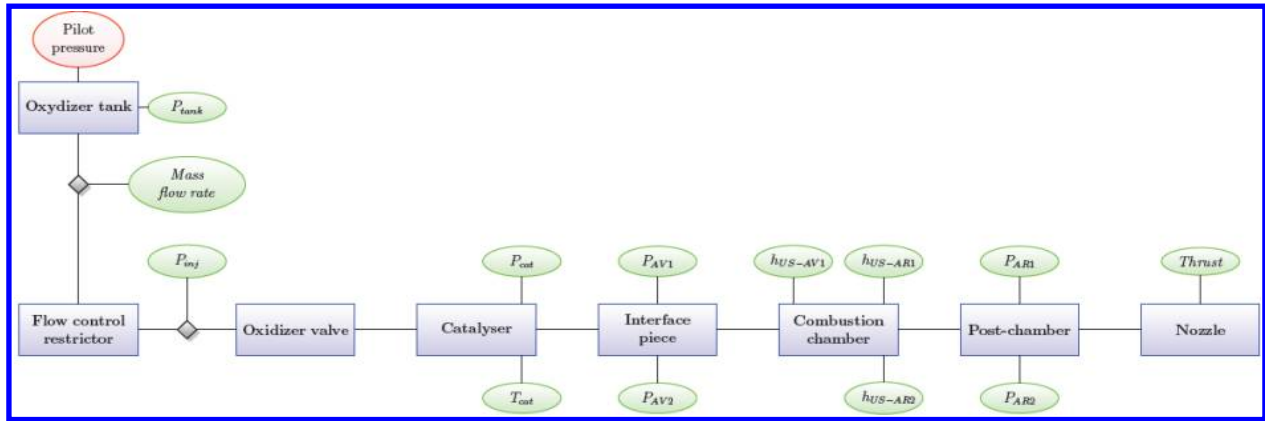 Pilot
pressure
Oxydizer tank
P_tank
Mass
flow rate
P_inj
P_cat
P_AV1
h_US−AV1
h_US−AR1
P_AR1
Thrust
Flow control
restrictor
Oxidizer valve
Catalyser
Interface
piece
Combustion
chamber
Post-chamber
Nozzle
T_cat
P_AV2
h_US−AR2
P_AR2